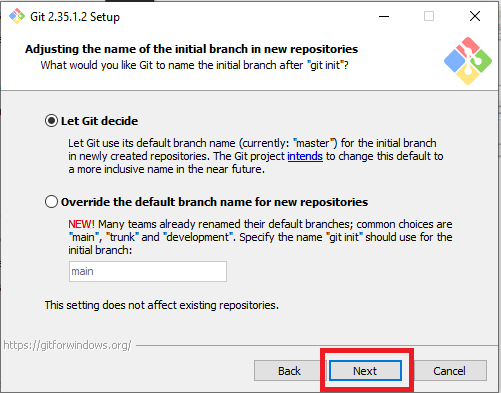 Git 2.35.1.2 Setup
Adjusting the name of the initial branch in new repositories
What would you like Git to name the initial branch after "git init"?
Let Git decide
Let Git use its default branch name (currently: "master") for the initial branch
in newly created repositories. The Git project intends to change this default to
a more inclusive name in the near future.
Override the default branch name for new repositories
NEW! Many teams already renamed their default branches; common choices are
"main", "trunk" and "development". Specify the name "git init" should use for the
initial branch:
main
This setting does not affect existing repositories.
https://gitforwindows.org/
Back Next Cancel